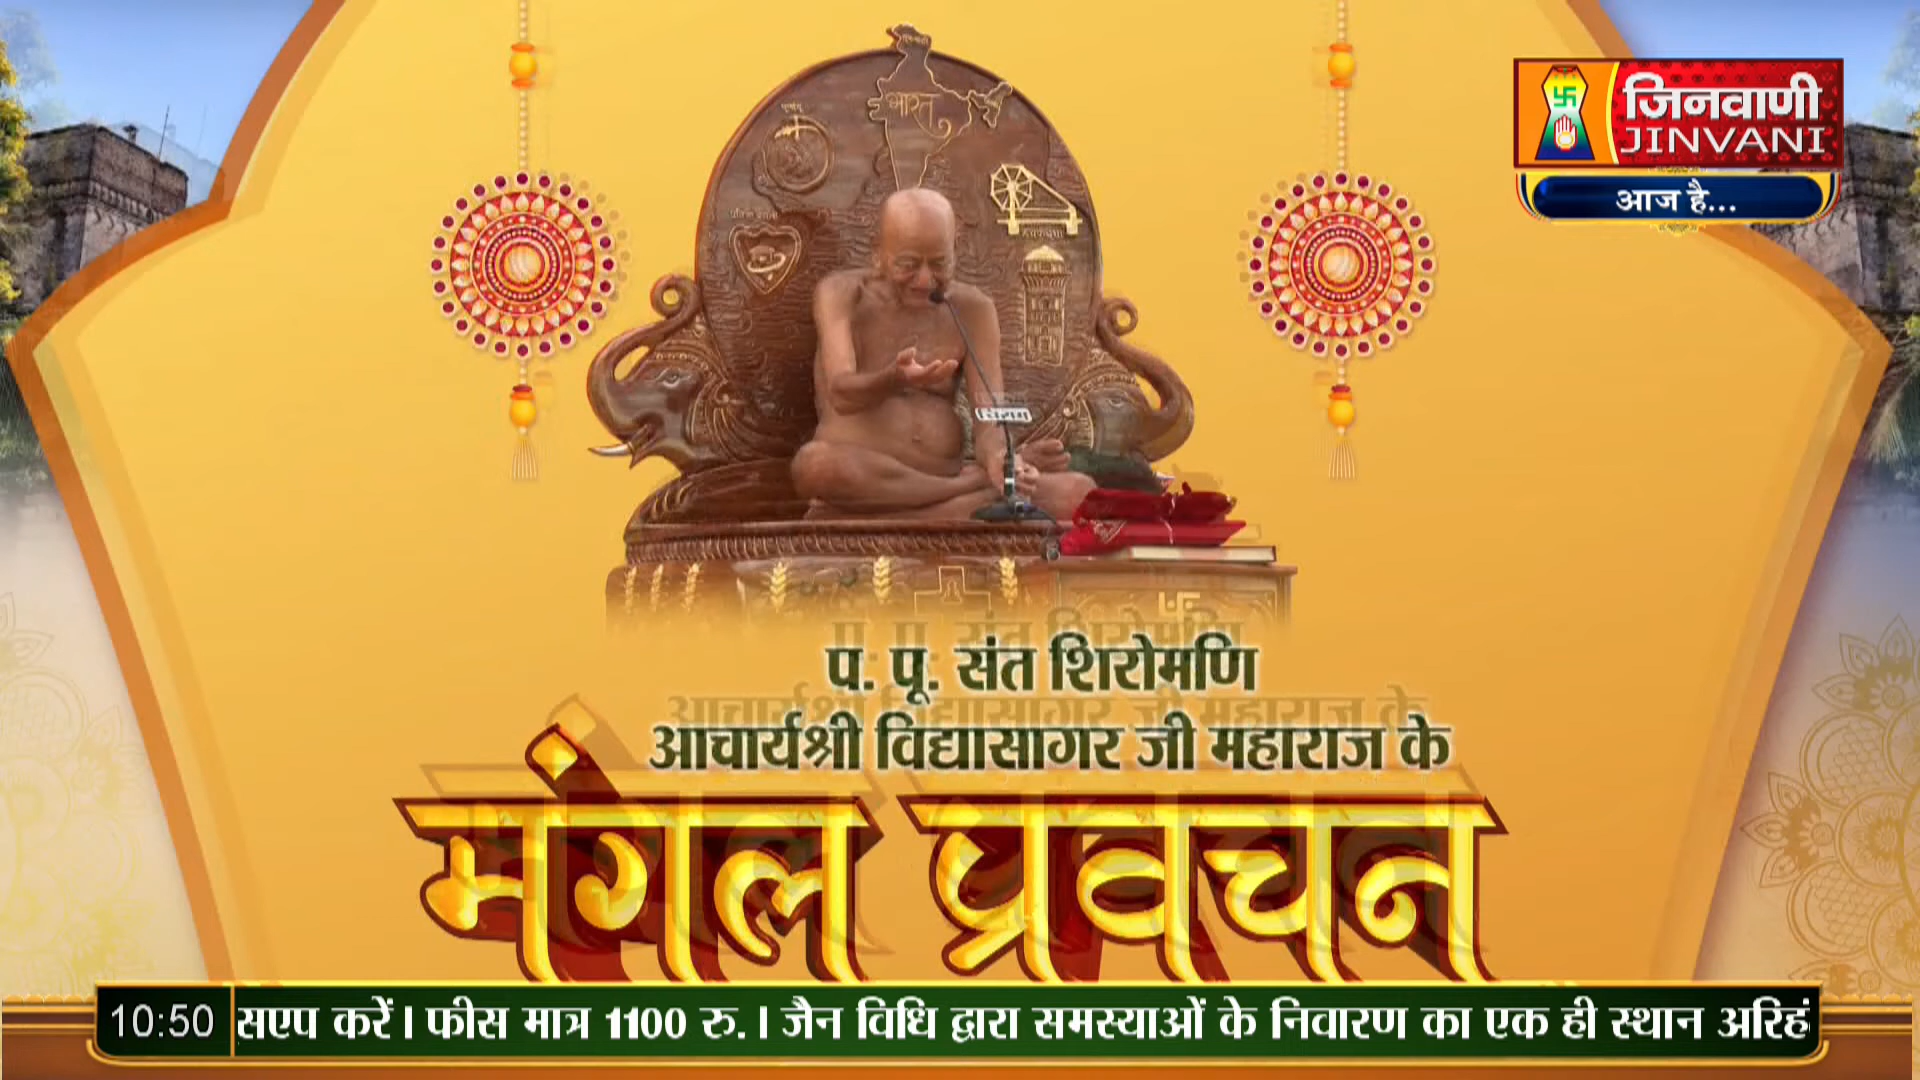 भारत
जिनवाणी
JINVANI
आज है...
प. पू. संत शिरोमणि
आचार्यश्री विद्यासागर जी महाराज के
मंगल प्रवचन
10:50 सएप करें । फीस मात्र 1100 रु. । जैन विधि द्वारा समस्याओं के निवारण का एक ही स्थान अरिहं